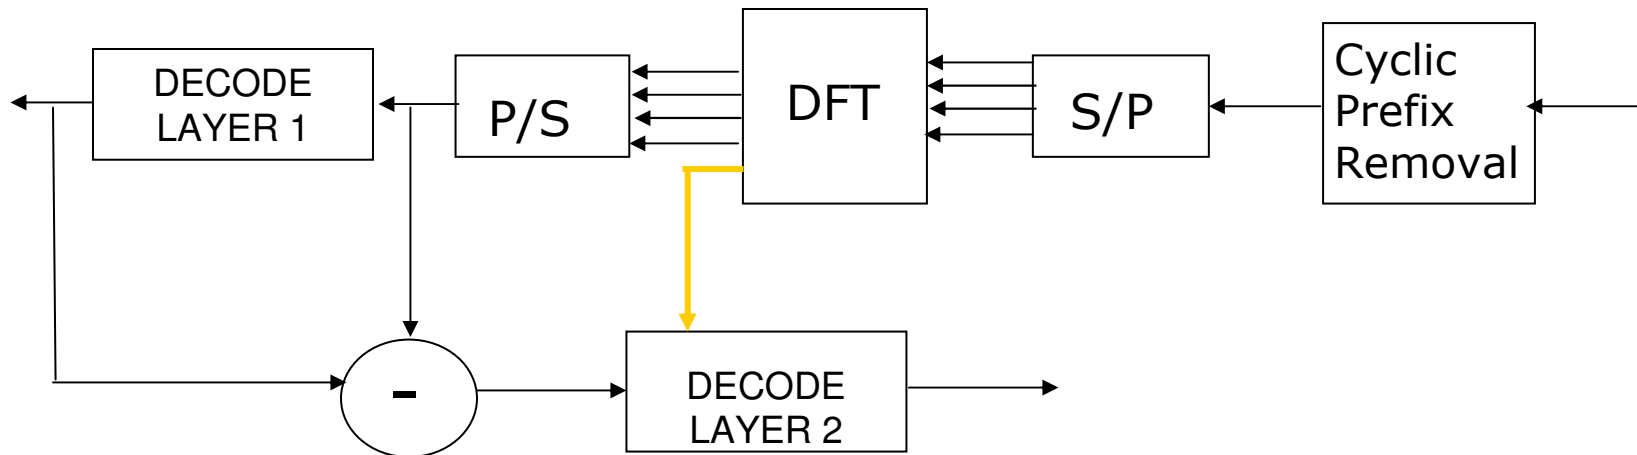 DECODE
LAYER 1
P/S
DFT
S/P
Cyclic
Prefix
Removal
-
DECODE
LAYER 2